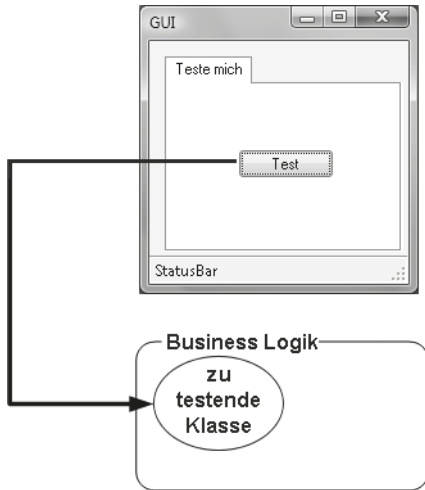 GUI
Teste mich
Test
StatusBar
Business Logik
zu
testende
Klasse